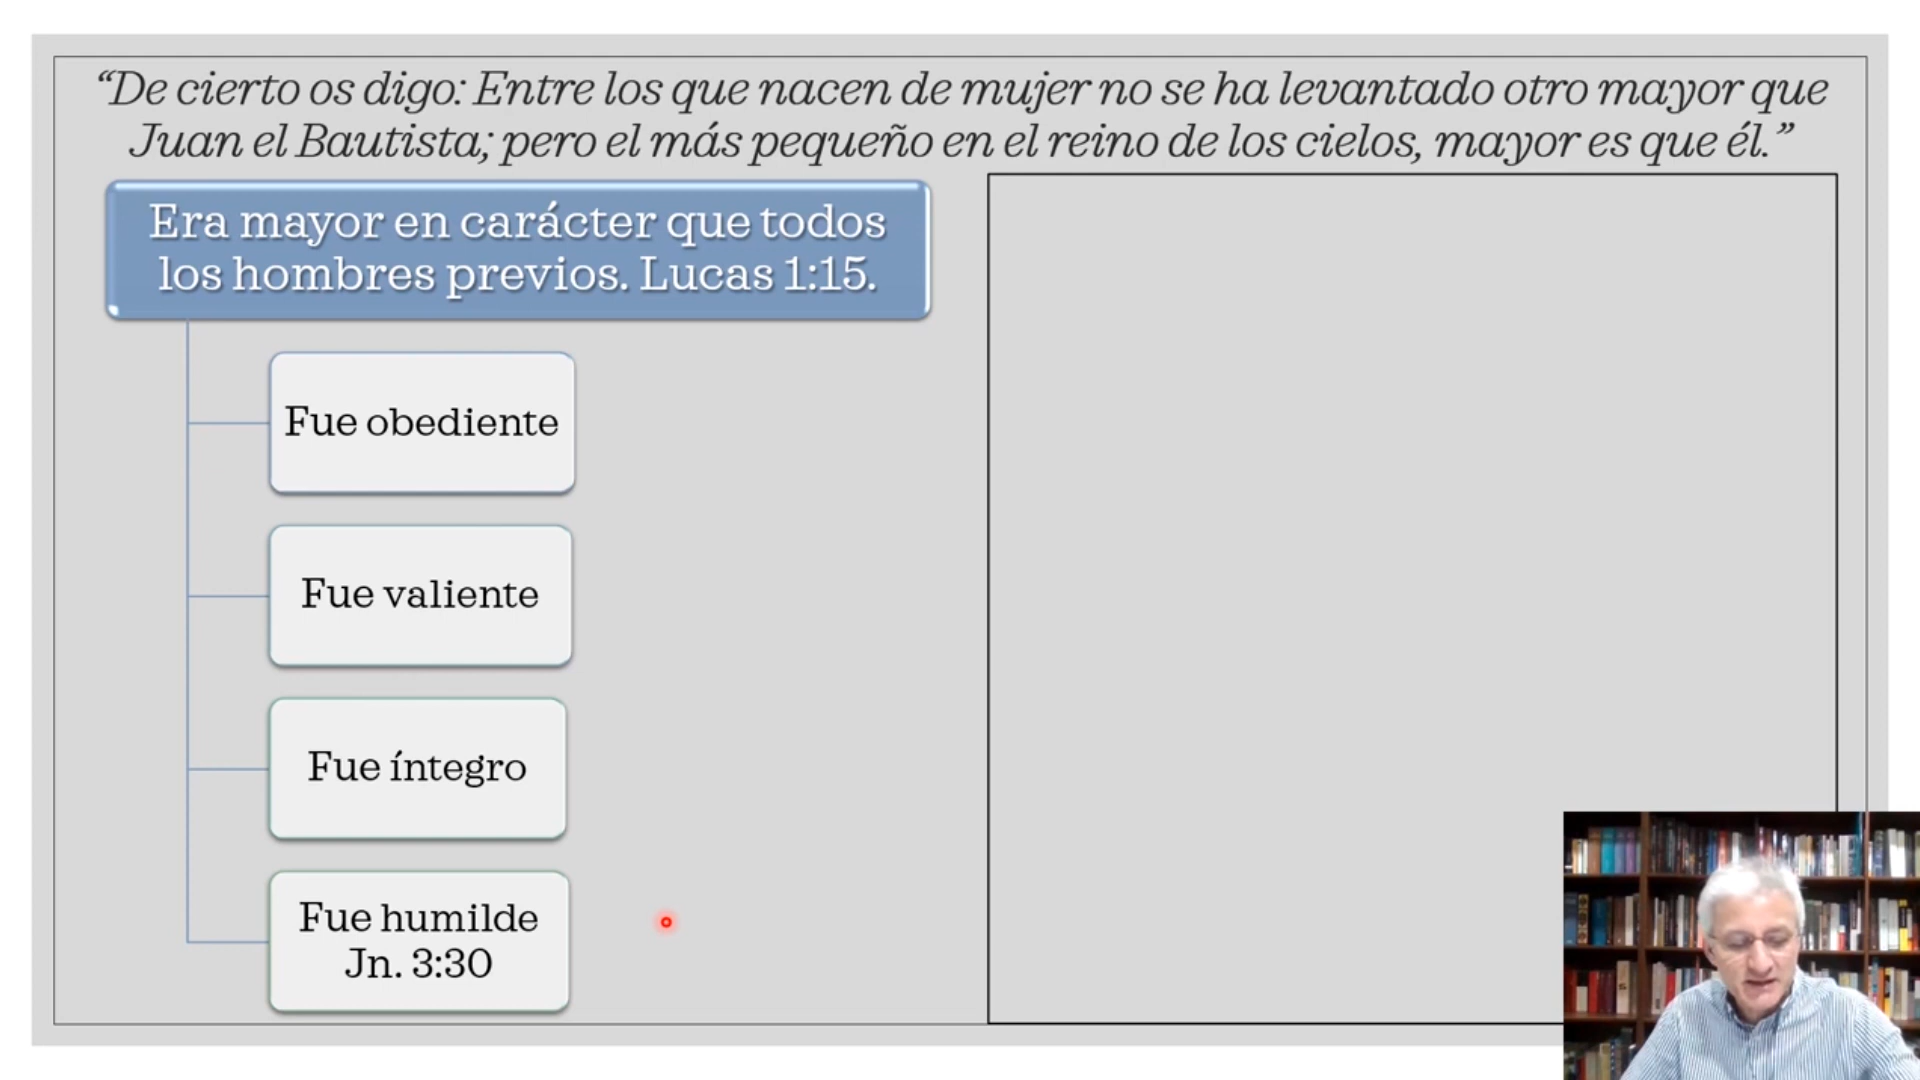 “De cierto os digo: Entre los que nacen de mujer no se ha levantado otro mayor que
Juan el Bautista; pero el más pequeño en el reino de los cielos, mayor es que él.”
Era mayor en carácter que todos
los hombres previos. Lucas 1:15.
Fue obediente
Fue valiente
Fue íntegro
Fue humilde
Jn. 3:30